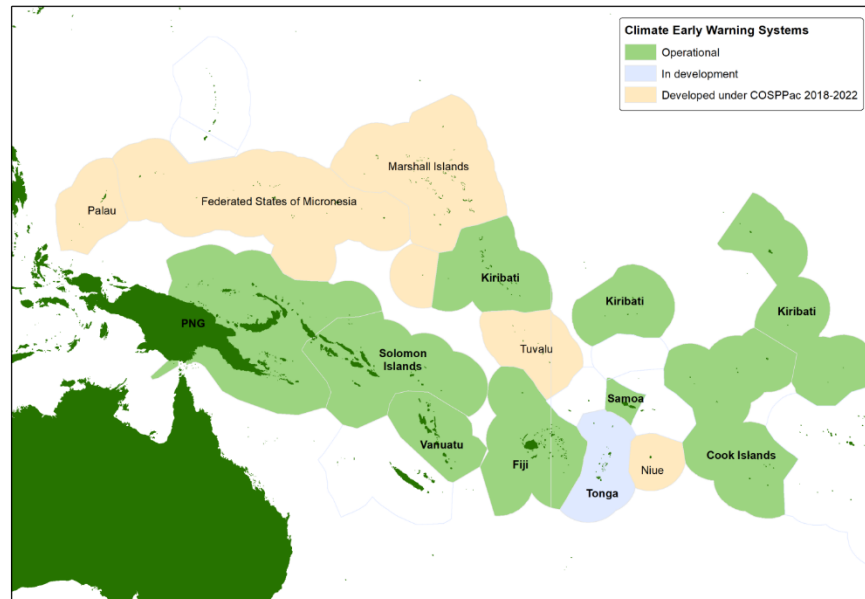 Climate Early Warning Systems
Operational
In development
Developed under COSPPac 2018-2022
Marshall Islands
Federated States of Micronesia
Palau
Kiribati
Kiribati
Kiribati
PNG
Tuvalu
Solomon
Islands
Samoa
Vanuatu
Fiji
Tonga
Niue
Cook Islands